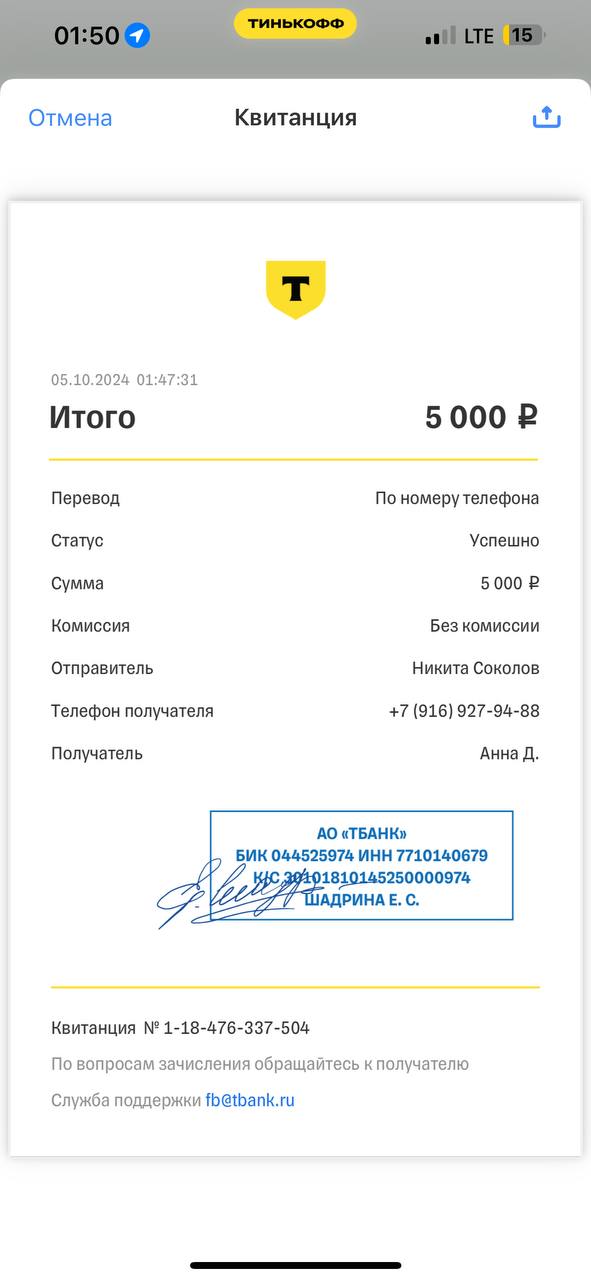 01:50 ТИНЬКОФФ LTE 15
Отмена Квитанция
Т
05.10.2024 01:47:31
Итого 5 000 ₽
Перевод По номеру телефона
Статус Успешно
Сумма 5 000 ₽
Комиссия Без комиссии
Отправитель Никита Соколов
Телефон получателя +7 (916) 927-94-88
Получатель Анна Д.
АО «ТБАНК»
БИК 044525974 ИНН 7710140679
К/С 30101810145250000974
ШАДРИНА Е. С.
Квитанция № 1-18-476-337-504
По вопросам зачисления обращайтесь к получателю
Служба поддержки fb@tbank.ru